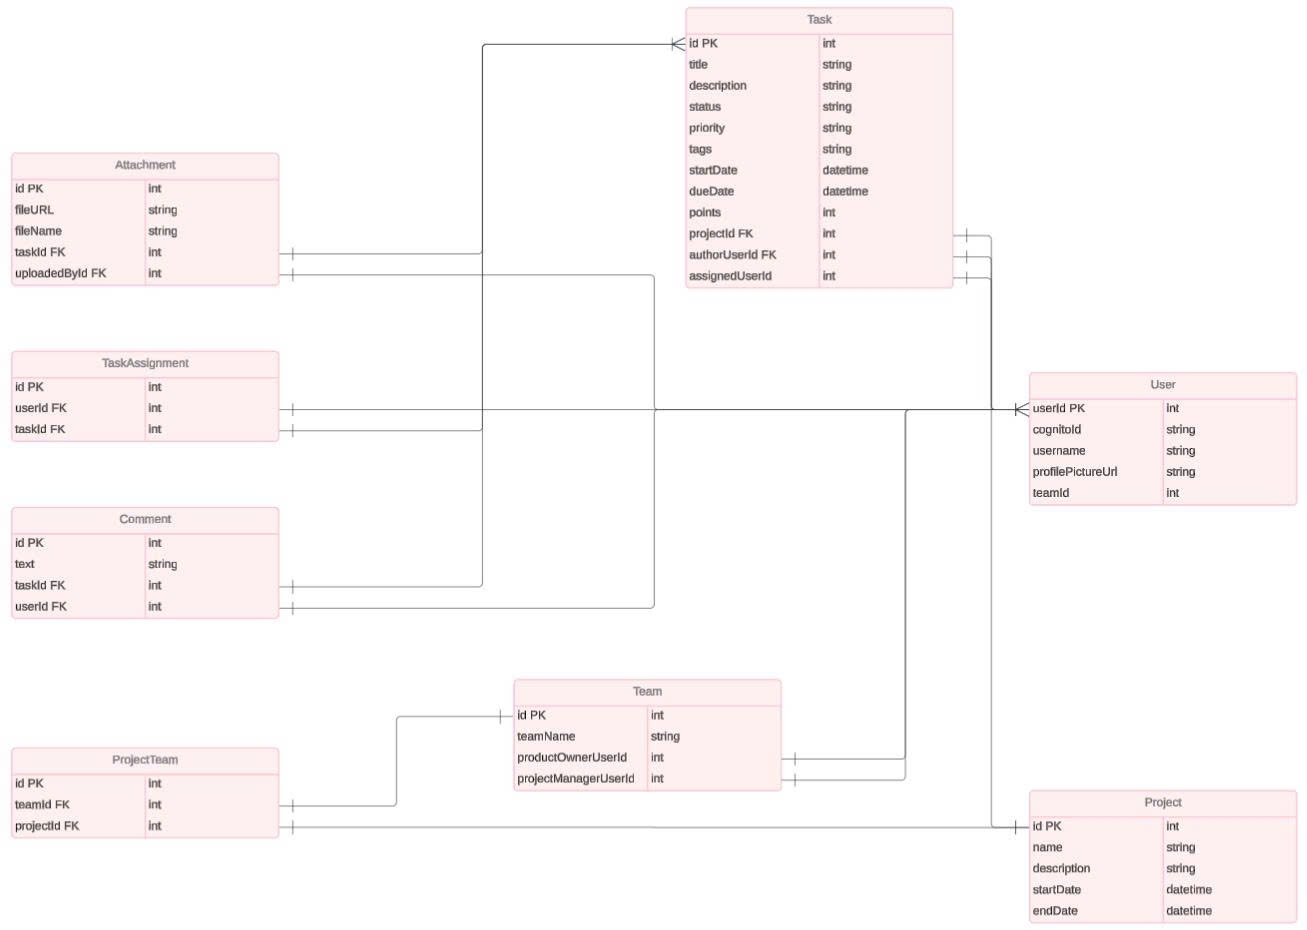 Task
id PK int
title string
description string
status string
priority string
tags string
startDate datetime
dueDate datetime
points int
projectId FK int
authorUserId FK int
assignedUserId int
Attachment
id PK int
fileURL string
fileName string
taskId FK int
uploadedById FK int
TaskAssignment
id PK int
userId FK int
taskId FK int
User
userId PK int
cognitoId string
username string
profilePictureUrl string
teamId int
Comment
id PK int
text string
taskId FK int
userId FK int
Team
id PK int
teamName string
productOwnerUserId int
projectManagerUserId int
ProjectTeam
id PK int
teamId FK int
projectId FK int
Project
id PK int
name string
description string
startDate datetime
endDate datetime